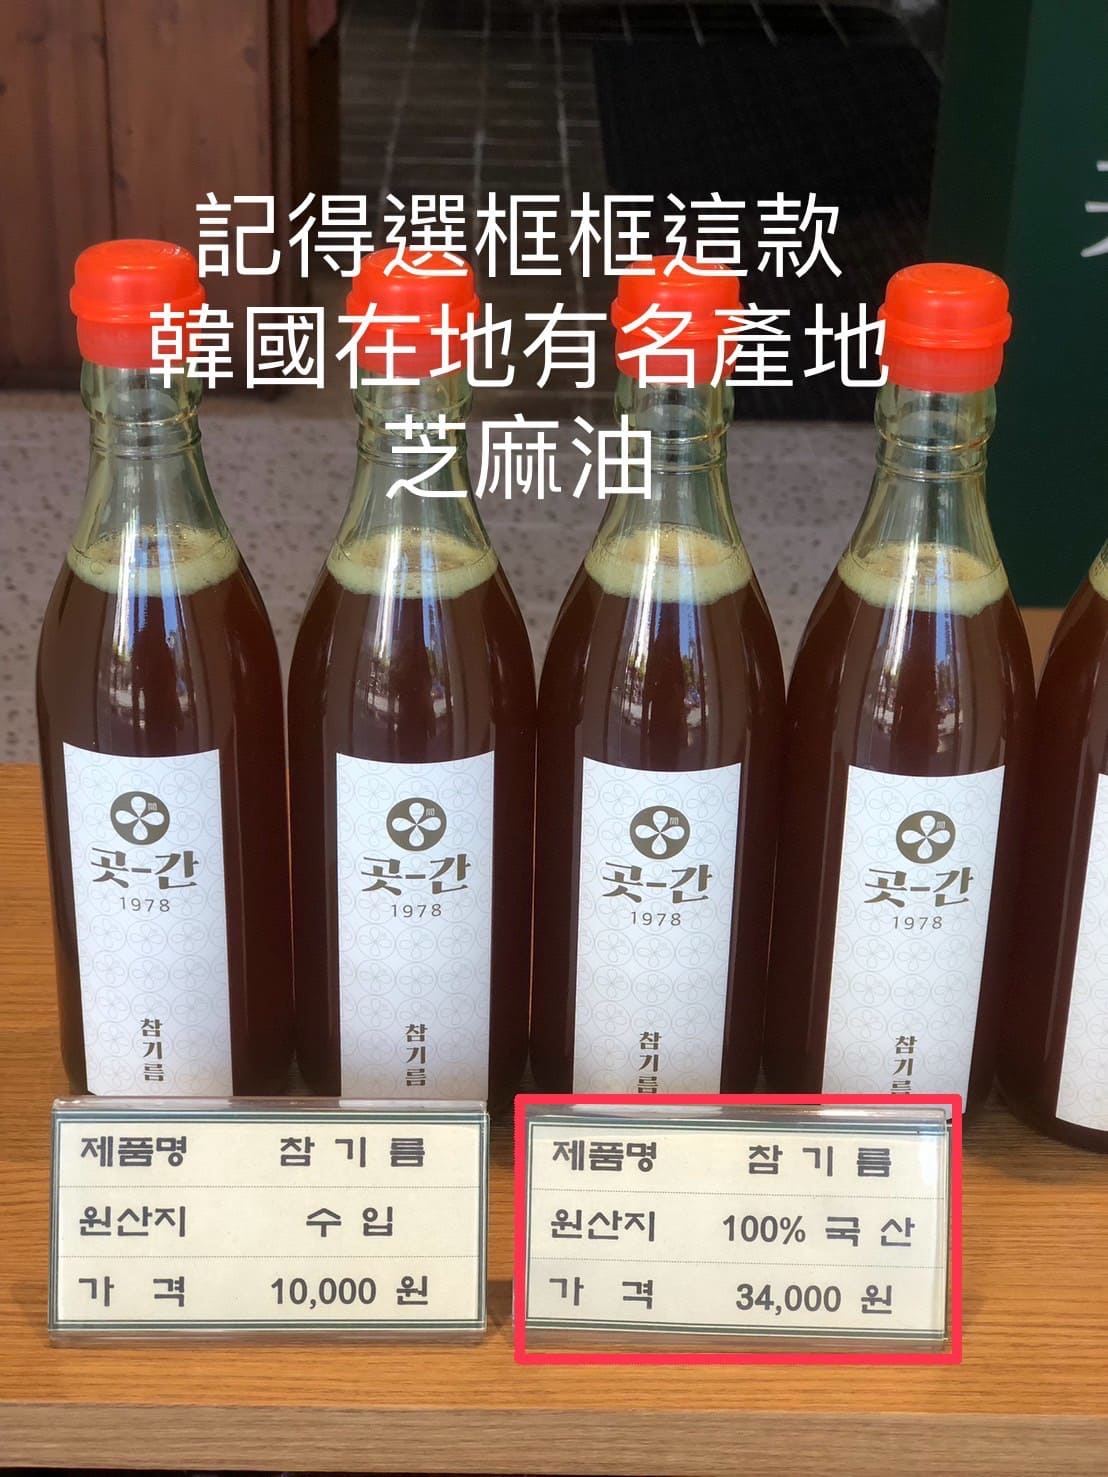 記得選框框這款
韓國在地有名產地
芝麻油
곳-간
1978
참기름
곳-간
1978
참기름
곳-간
1978
참기름
곳-간
1978
참기름
제품명 참 기 름
원산지 수 입
가 격 10,000 원
제품명 참 기 름
원산지 100% 국 산
가 격 34,000 원